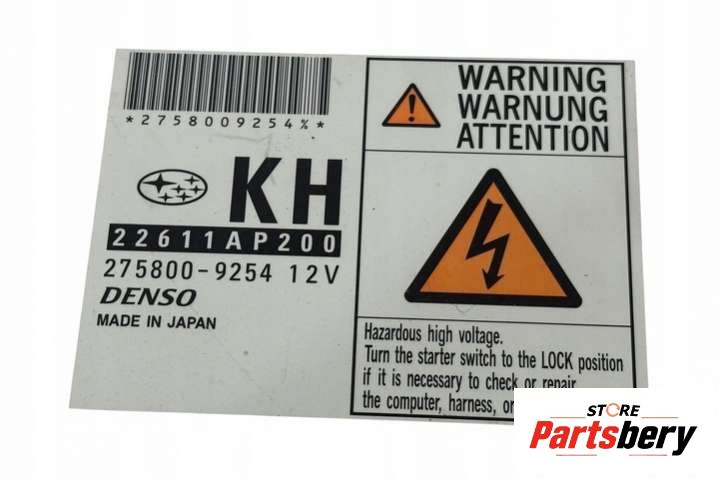 *2758009254%*
KH
22611AP200
275800-9254 12V
DENSO
MADE IN JAPAN
WARNING
WARNUNG
ATTENTION
Hazardous high voltage.
Turn the starter switch to the LOCK position
if it is necessary to check or repair
the computer, harness, or
STORE
Partsbery